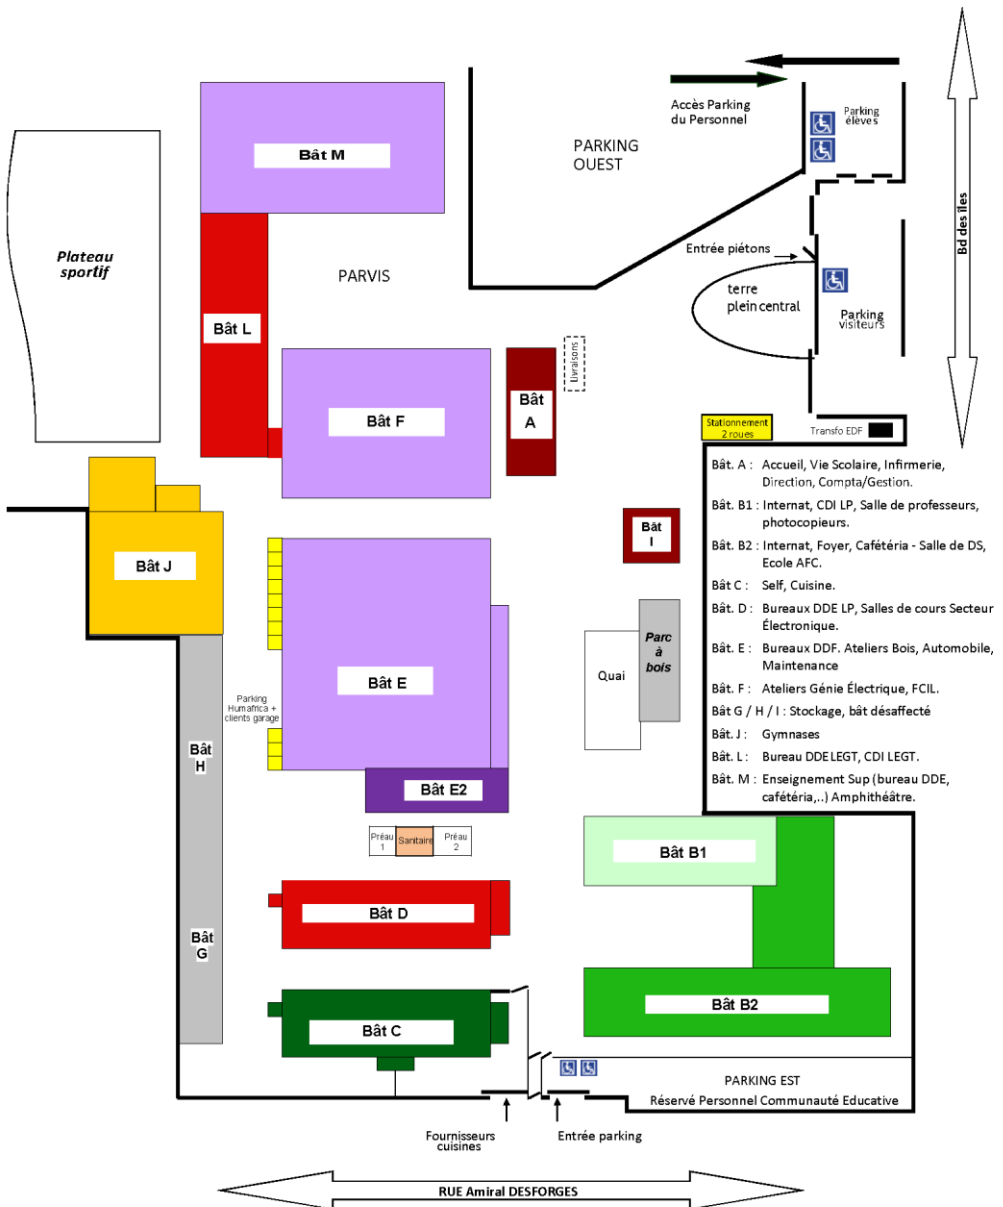 Accès Parking
du Personnel
Parking
élèves
PARKING
OUEST
Bât M
Plateau
sportif
PARVIS
Entrée piétons
Bd des îles
terre
plein central
Parking
visiteurs
Bât L
Livraisons
Bât F
Bât
A
Stationnement
2 roues
Transfo EDF
Bât. A : Accueil, Vie Scolaire, Infirmerie,
Direction, Compta/Gestion.
Bât. B1 : Internat, CDI LP, Salle de professeurs,
photocopieurs.
Bât. B2 : Internat, Foyer, Cafétéria - Salle de DS,
Ecole AFC.
Bât C : Self, Cuisine.
Bât. D : Bureaux DDE LP, Salles de cours Secteur
Électronique.
Bât. E : Bureaux DDF. Ateliers Bois, Automobile,
Maintenance
Bât. F : Ateliers Génie Électrique, FCIL.
Bât G / H / I : Stockage, bât désaffecté
Bât. J : Gymnases
Bât. L : Bureau DDE LEGT, CDI LEGT.
Bât. M : Enseignement Sup (bureau DDE,
cafétéria,..) Amphithéâtre.
Bât
I
Bât J
Parc
à
bois
Quai
Bât E
Parking
Humafrica +
clients garage
Bât
H
Bât E2
Préau
1
Sanitaire
Préau
2
Bât B1
Bât D
Bât
G
Bât B2
Bât C
PARKING EST
Réservé Personnel Communauté Educative
Fournisseurs
cuisines
Entrée parking
RUE Amiral DESFORGES